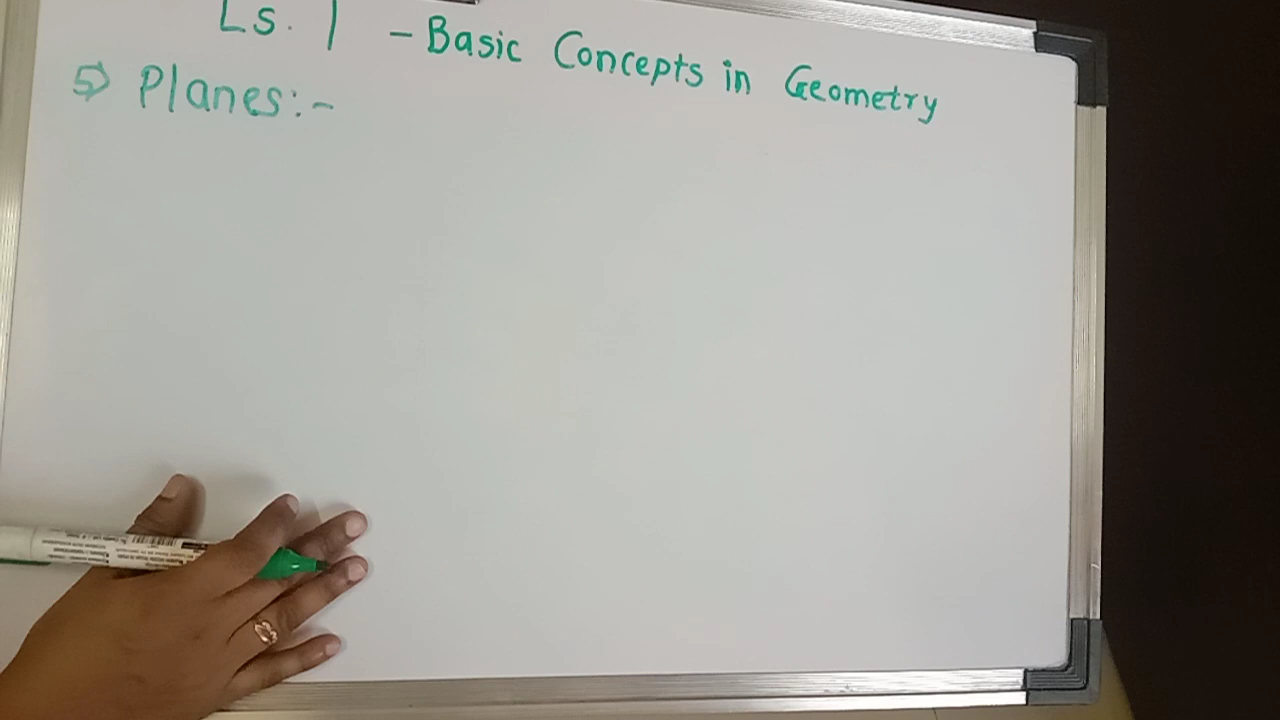 Ls. 1 - Basic Concepts in Geometry
5) Planes:-